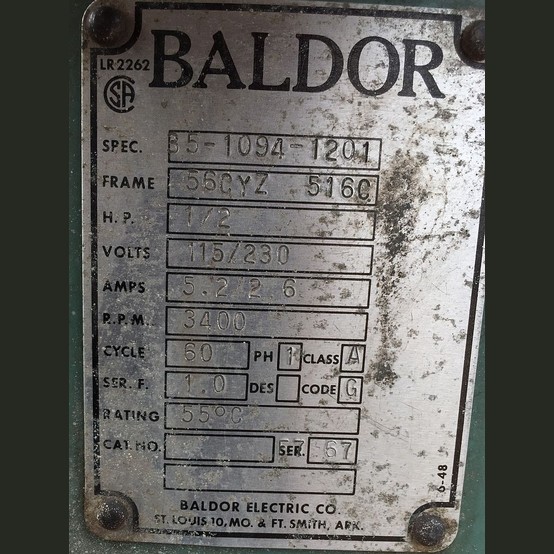 LR-2262 BALDOR
SA
SPEC. 35-1094-1201
FRAME 56CYZ 516C
H.P. 1/2
VOLTS 115/230
AMPS 5.2 2.6
R.P.M. 3400
CYCLE 60 PH 1 CLASS A
SER. F. 1.0 DES CODE G
RATING 55°C
CAT. NO. SER. F7 67
BALDOR ELECTRIC CO.
ST. LOUIS 10, MO. & FT. SMITH, ARK.
6-48